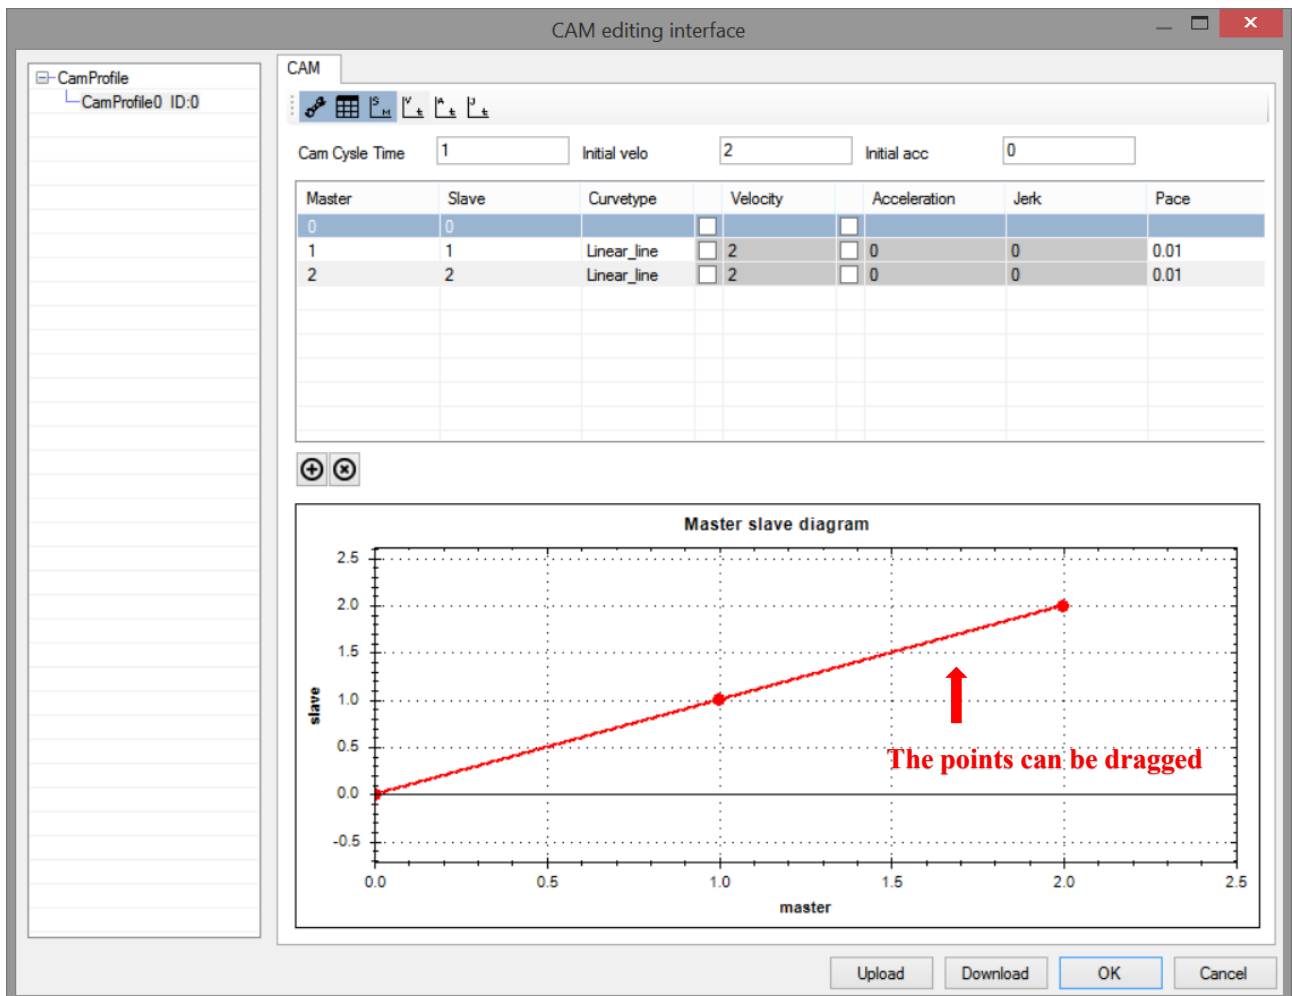 CAM editing interface
CamProfile
CamProfile0 ID:0
CAM
S M V t A t J t
Cam Cysle Time 1 Initial velo 2 Initial acc 0
Master Slave Curvetype Velocity Acceleration Jerk Pace
0 0
1 1 Linear_line 2 0 0 0.01
2 2 Linear_line 2 0 0 0.01
Master slave diagram
2.5
2.0
1.5
1.0
0.5
0.0
-0.5
slave
The points can be dragged
0.0 0.5 1.0 1.5 2.0 2.5
master
Upload Download OK Cancel